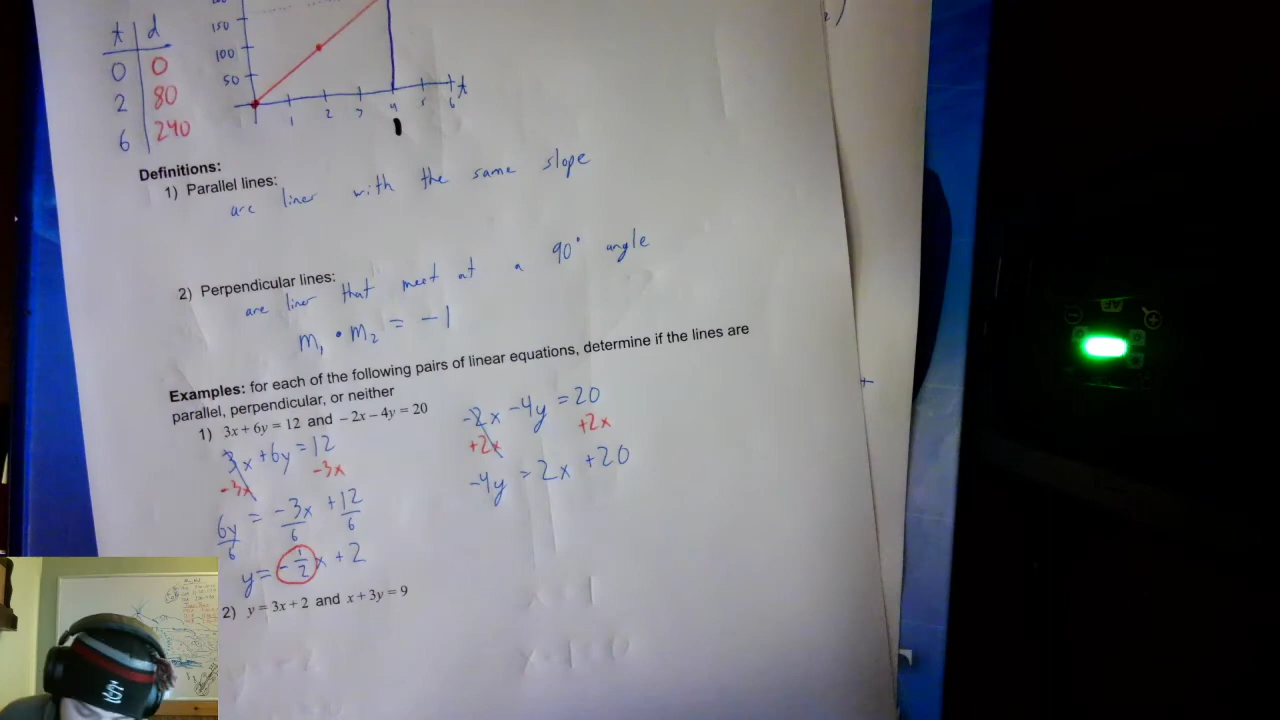 t d
150
100
50
0 0
2 80
6 240
1 2 3 4 5 6 t
Definitions:
1) Parallel lines:
are lines with the same slope
2) Perpendicular lines:
are lines that meet at a 90° angle
m₁ • m₂ = -1
Examples: for each of the following pairs of linear equations, determine if the lines are
parallel, perpendicular, or neither
1) 3x + 6y = 12 and -2x - 4y = 20
3x + 6y = 12
-3x -3x
6y/6 = -3x/6 + 12/6
y = -1/2 x + 2
-2x - 4y = 20
+2x +2x
-4y = 2x + 20
2) y = 3x + 2 and x + 3y = 9